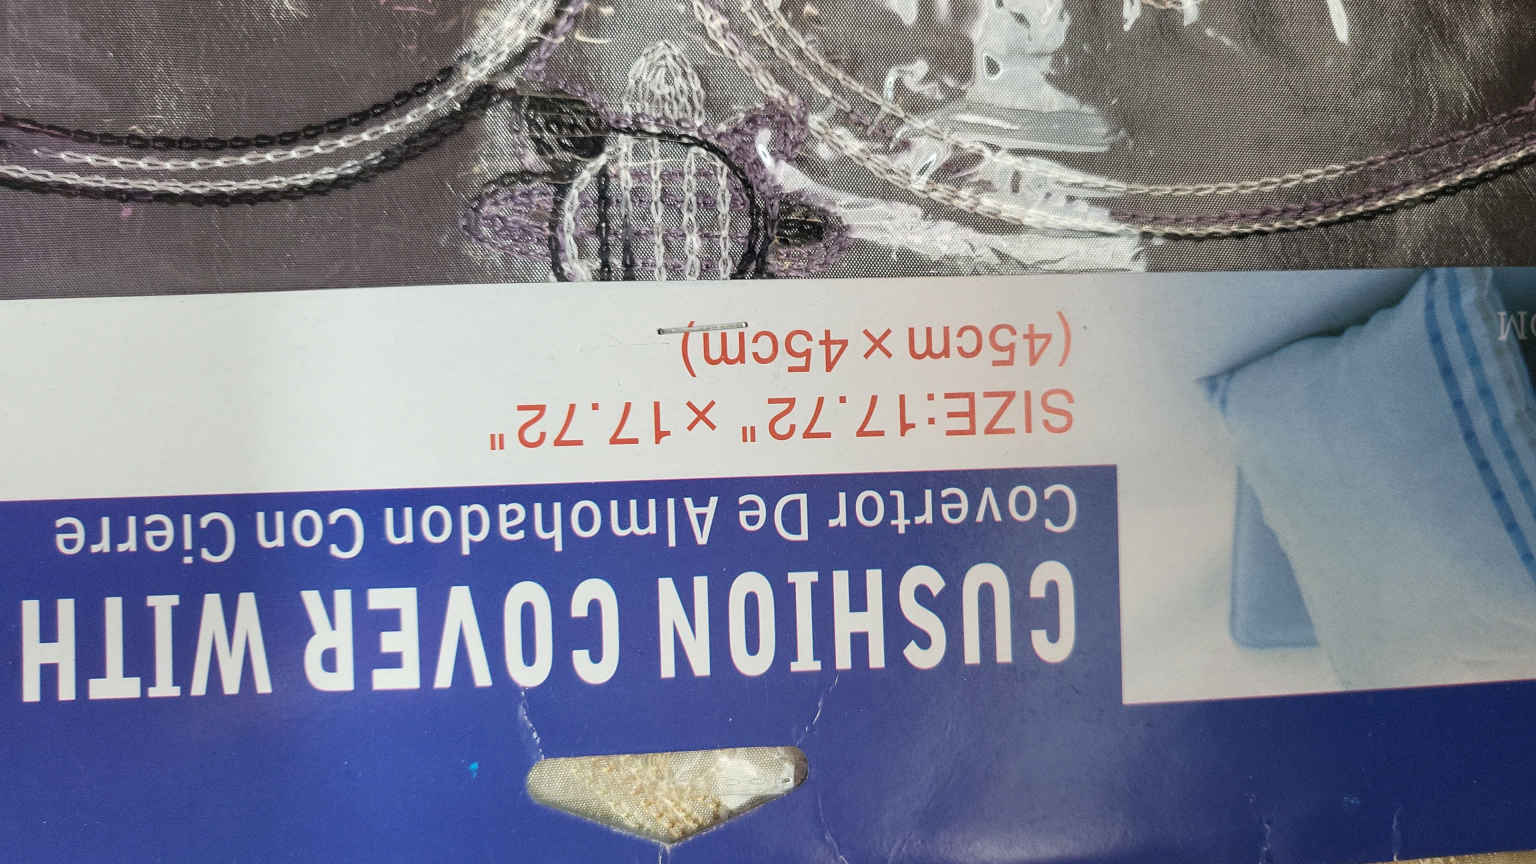 CUSHION COVER WITH
Covertor De Almohadon Con Cierre
SIZE:17.72" × 17.72"
(45cm × 45cm)